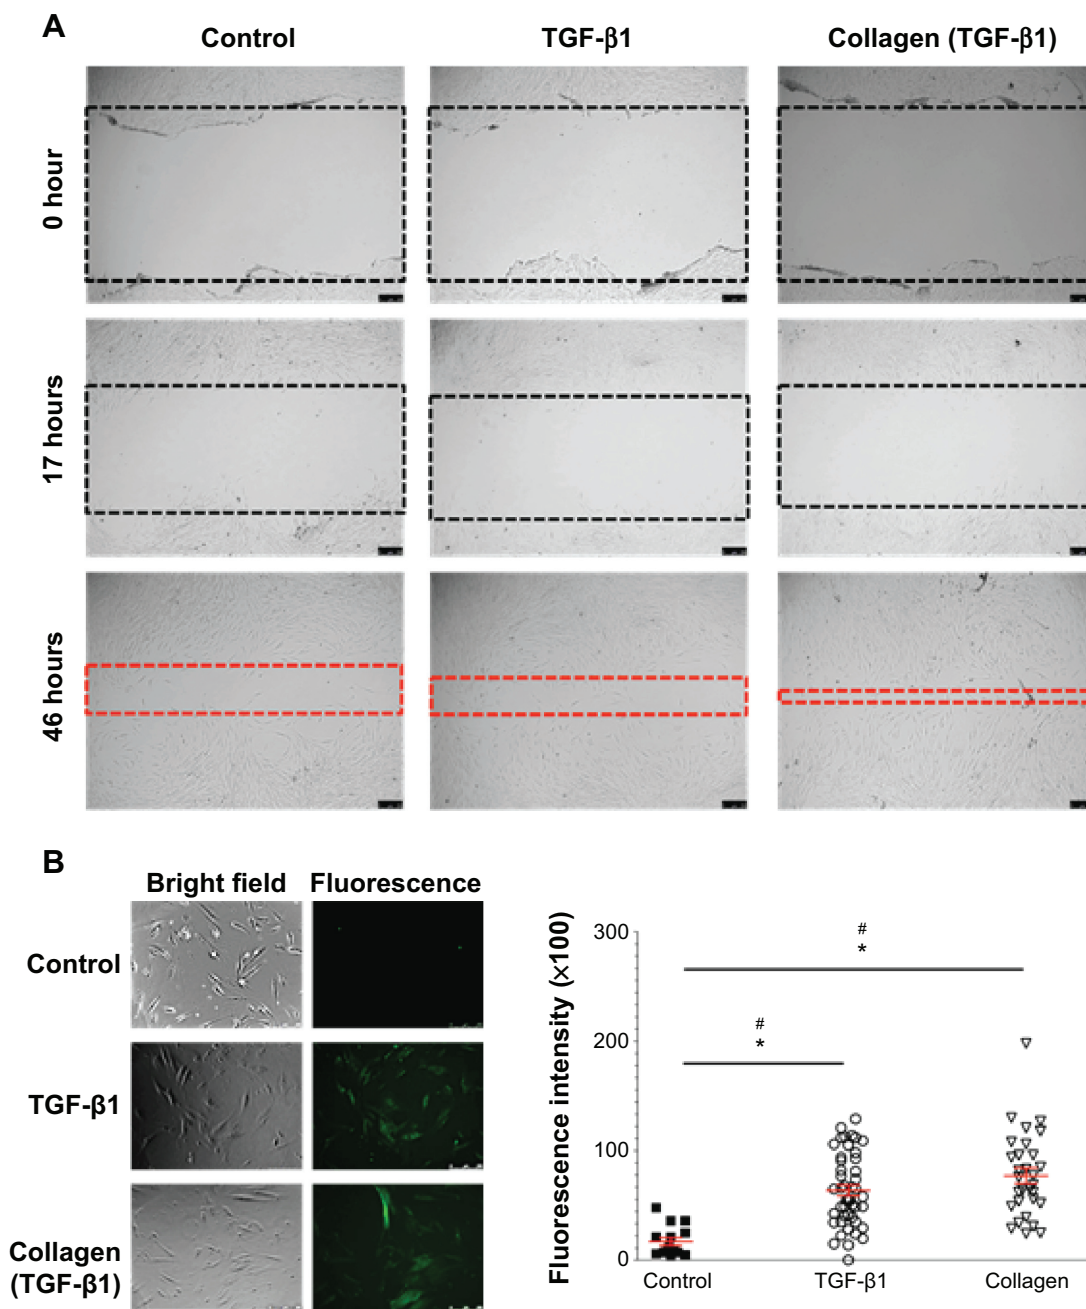 A
Control
TGF-β1
Collagen (TGF-β1)
0 hour
17 hours
46 hours
B
Bright field
Fluorescence
Control
TGF-β1
Collagen
(TGF-β1)
Fluorescence intensity (×100)
300
200
100
0
#
*
#
*
Control
TGF-β1
Collagen